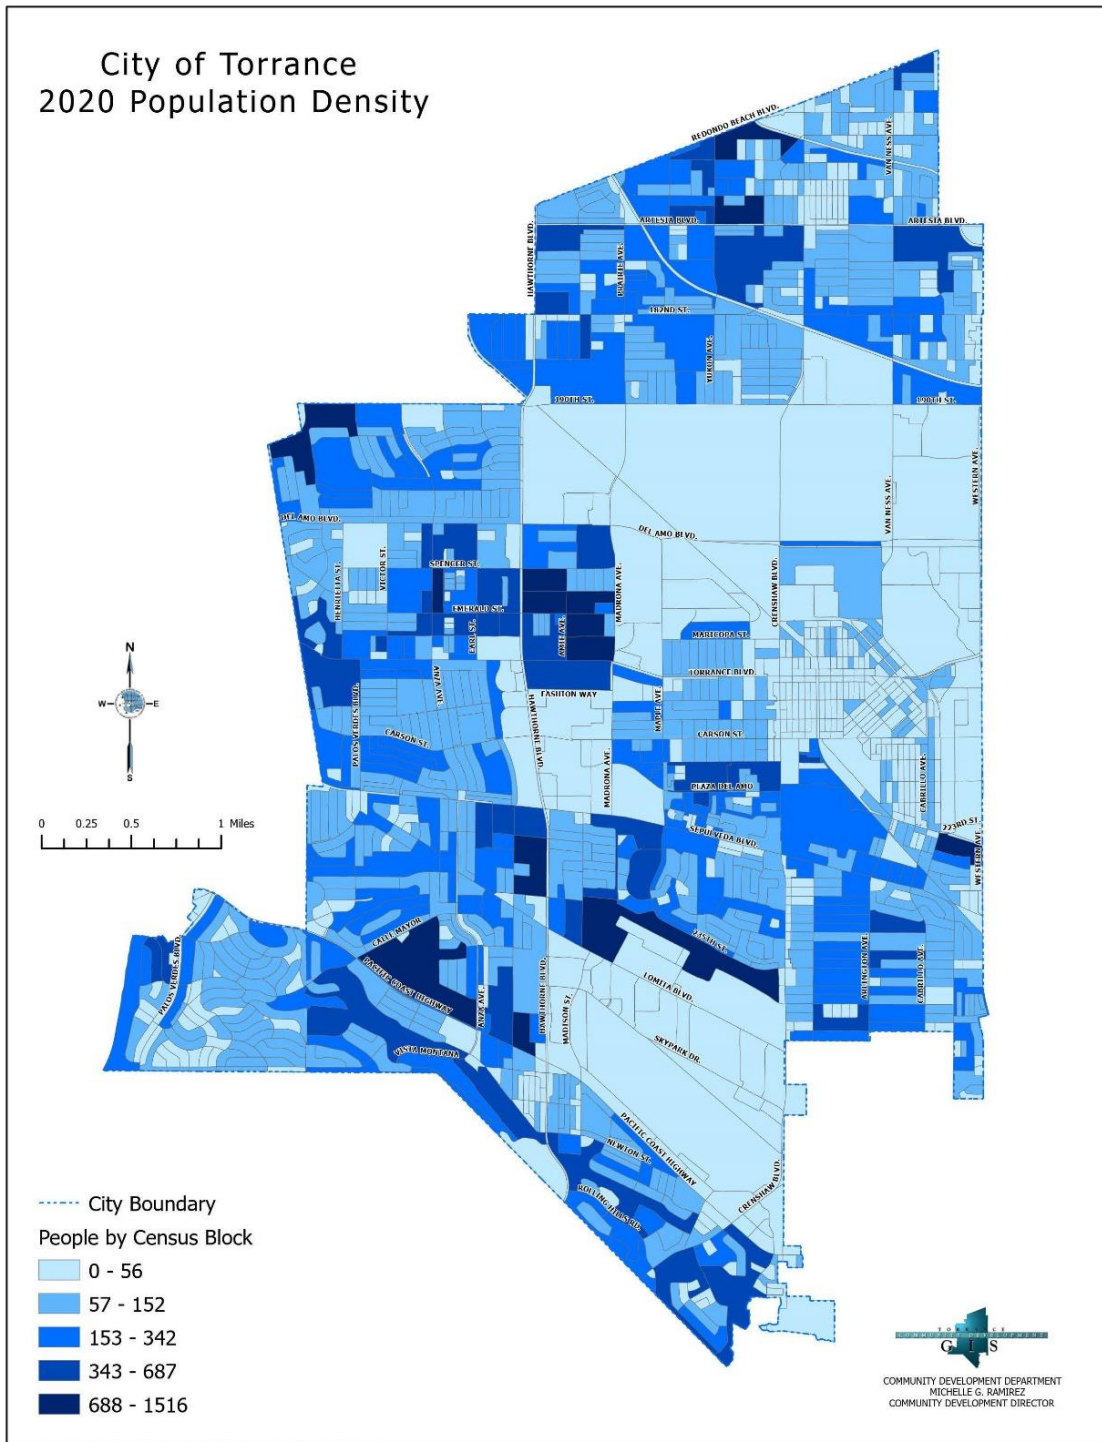 City of Torrance
2020 Population Density
REDONDO BEACH BLVD.
VAN NESS AVE.
ARTESIA BLVD.
ARTESIA BLVD.
HAWTHORNE BLVD.
PRAIRIE AVE.
182ND ST.
YUKON AVE.
190TH ST.
190TH ST.
VAN NESS AVE.
WESTERN AVE.
DEL AMO BLVD.
DEL AMO BLVD.
HENRIETTA ST.
VICTOR ST.
SPENCER ST.
EMERALD ST.
EARL ST.
AMIE AVE.
MADRONA AVE.
CRENSHAW BLVD.
MARICOPA ST.
TORRANCE BLVD.
ANZA AVE.
FASHION WAY
MAPLE AVE
PALOS VERDES BLVD.
CARSON ST.
HAWTHORNE BLVD.
CARSON ST.
MADRONA AVE.
PLAZA DEL AMO
CABRILLO AVE.
SEPULVEDA BLVD.
223RD ST.
WESTERN AVE.
N
W
E
S
0 0.25 0.5 1 Miles
CALLE MAYOR
PALOS VERDES BLVD.
PACIFIC COAST HIGHWAY
ANZA AVE.
HAWTHORNE BLVD.
MADISON ST.
235TH ST.
LOMITA BLVD.
ARLINGTON AVE.
CABRILLO AVE.
SKYPARK DR.
VISTA MONTANA
PACIFIC COAST HIGHWAY
NEWTON ST.
ROLLING HILLS RD.
CRENSHAW BLVD.
City Boundary
People by Census Block
0 - 56
57 - 152
153 - 342
343 - 687
688 - 1516
TORRANCE
COMMUNITY DEVELOPMENT
GIS
COMMUNITY DEVELOPMENT DEPARTMENT
MICHELLE G. RAMIREZ
COMMUNITY DEVELOPMENT DIRECTOR